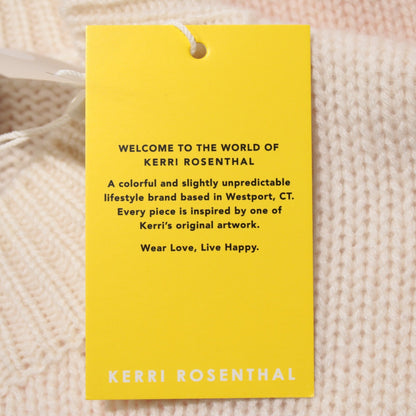 WELCOME TO THE WORLD OF
KERRI ROSENTHAL
A colorful and slightly unpredictable
lifestyle brand based in Westport, CT.
Every piece is inspired by one of
Kerri's original artwork.
Wear Love, Live Happy.
KERRI ROSENTHAL